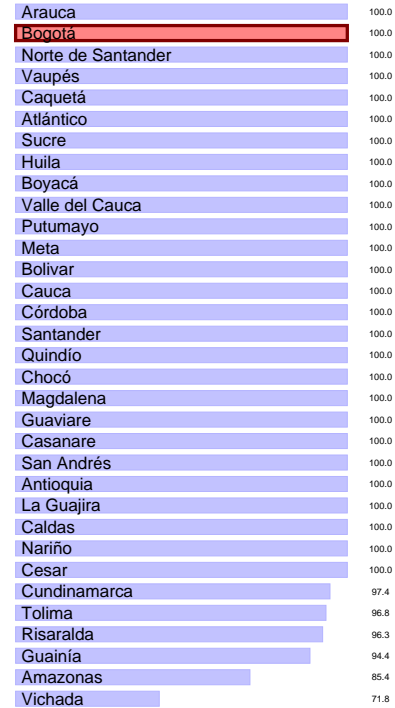 Arauca 100.0
Bogotá 100.0
Norte de Santander 100.0
Vaupés 100.0
Caquetá 100.0
Atlántico 100.0
Sucre 100.0
Huila 100.0
Boyacá 100.0
Valle del Cauca 100.0
Putumayo 100.0
Meta 100.0
Bolivar 100.0
Cauca 100.0
Córdoba 100.0
Santander 100.0
Quindío 100.0
Chocó 100.0
Magdalena 100.0
Guaviare 100.0
Casanare 100.0
San Andrés 100.0
Antioquia 100.0
La Guajira 100.0
Caldas 100.0
Nariño 100.0
Cesar 100.0
Cundinamarca 97.4
Tolima 96.8
Risaralda 96.3
Guainía 94.4
Amazonas 85.4
Vichada 71.8